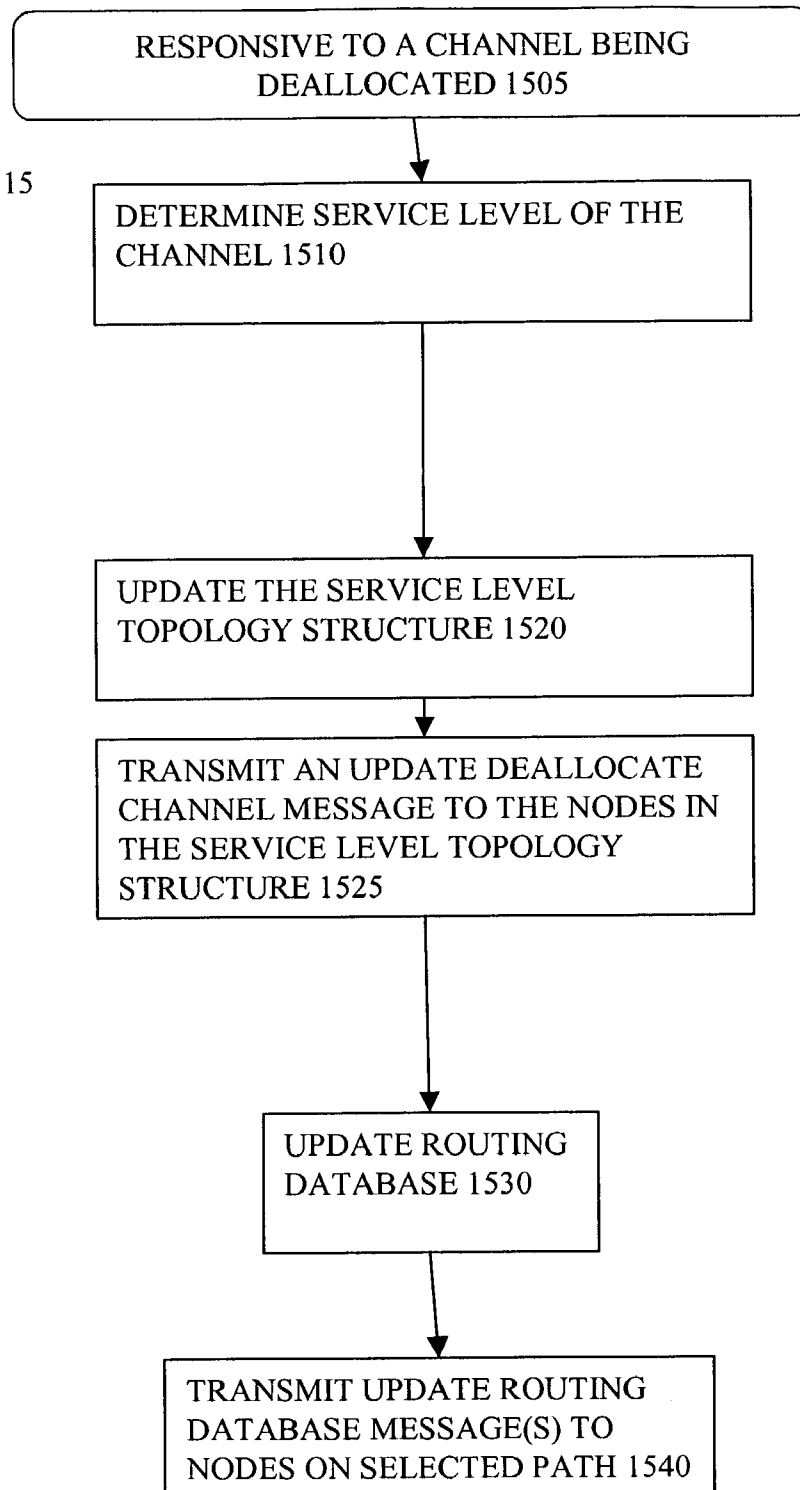 RESPONSIVE TO A CHANNEL BEING
DEALLOCATED 1505
15
DETERMINE SERVICE LEVEL OF THE
CHANNEL 1510
UPDATE THE SERVICE LEVEL
TOPOLOGY STRUCTURE 1520
TRANSMIT AN UPDATE DEALLOCATE
CHANNEL MESSAGE TO THE NODES IN
THE SERVICE LEVEL TOPOLOGY
STRUCTURE 1525
UPDATE ROUTING
DATABASE 1530
TRANSMIT UPDATE ROUTING
DATABASE MESSAGE(S) TO
NODES ON SELECTED PATH 1540